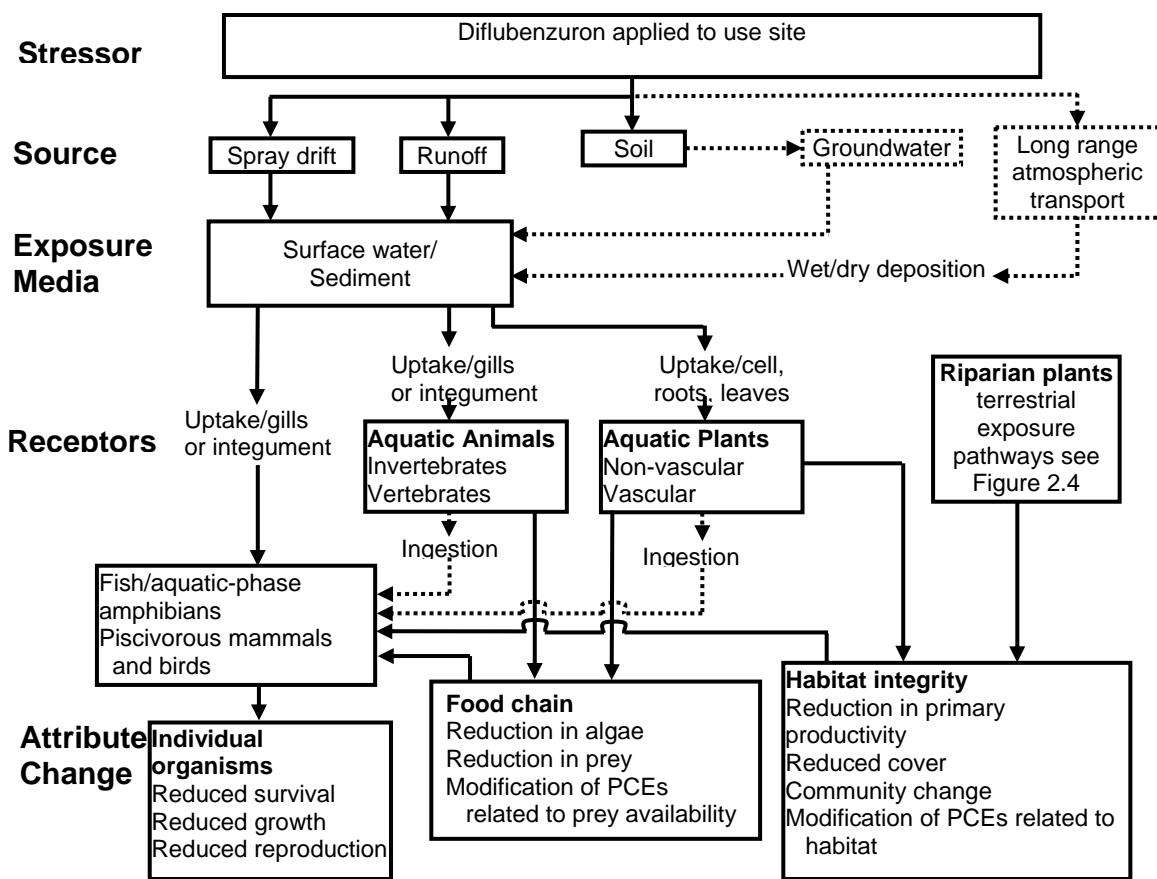 Stressor
Diflubenzuron applied to use site
Source
Spray drift
Runoff
Soil
Groundwater
Long range
atmospheric
transport
Exposure
Media
Surface water/
Sediment
Wet/dry deposition
Uptake/gills
or integument
Uptake/cell,
roots, leaves
Riparian plants
terrestrial
exposure
pathways see
Figure 2.4
Receptors
Uptake/gills
or integument
Aquatic Animals
Invertebrates
Vertebrates
Aquatic Plants
Non-vascular
Vascular
Ingestion
Ingestion
Fish/aquatic-phase
amphibians
Piscivorous mammals
and birds
Attribute
Change
Individual
organisms
Reduced survival
Reduced growth
Reduced reproduction
Food chain
Reduction in algae
Reduction in prey
Modification of PCEs
related to prey availability
Habitat integrity
Reduction in primary
productivity
Reduced cover
Community change
Modification of PCEs related to
habitat